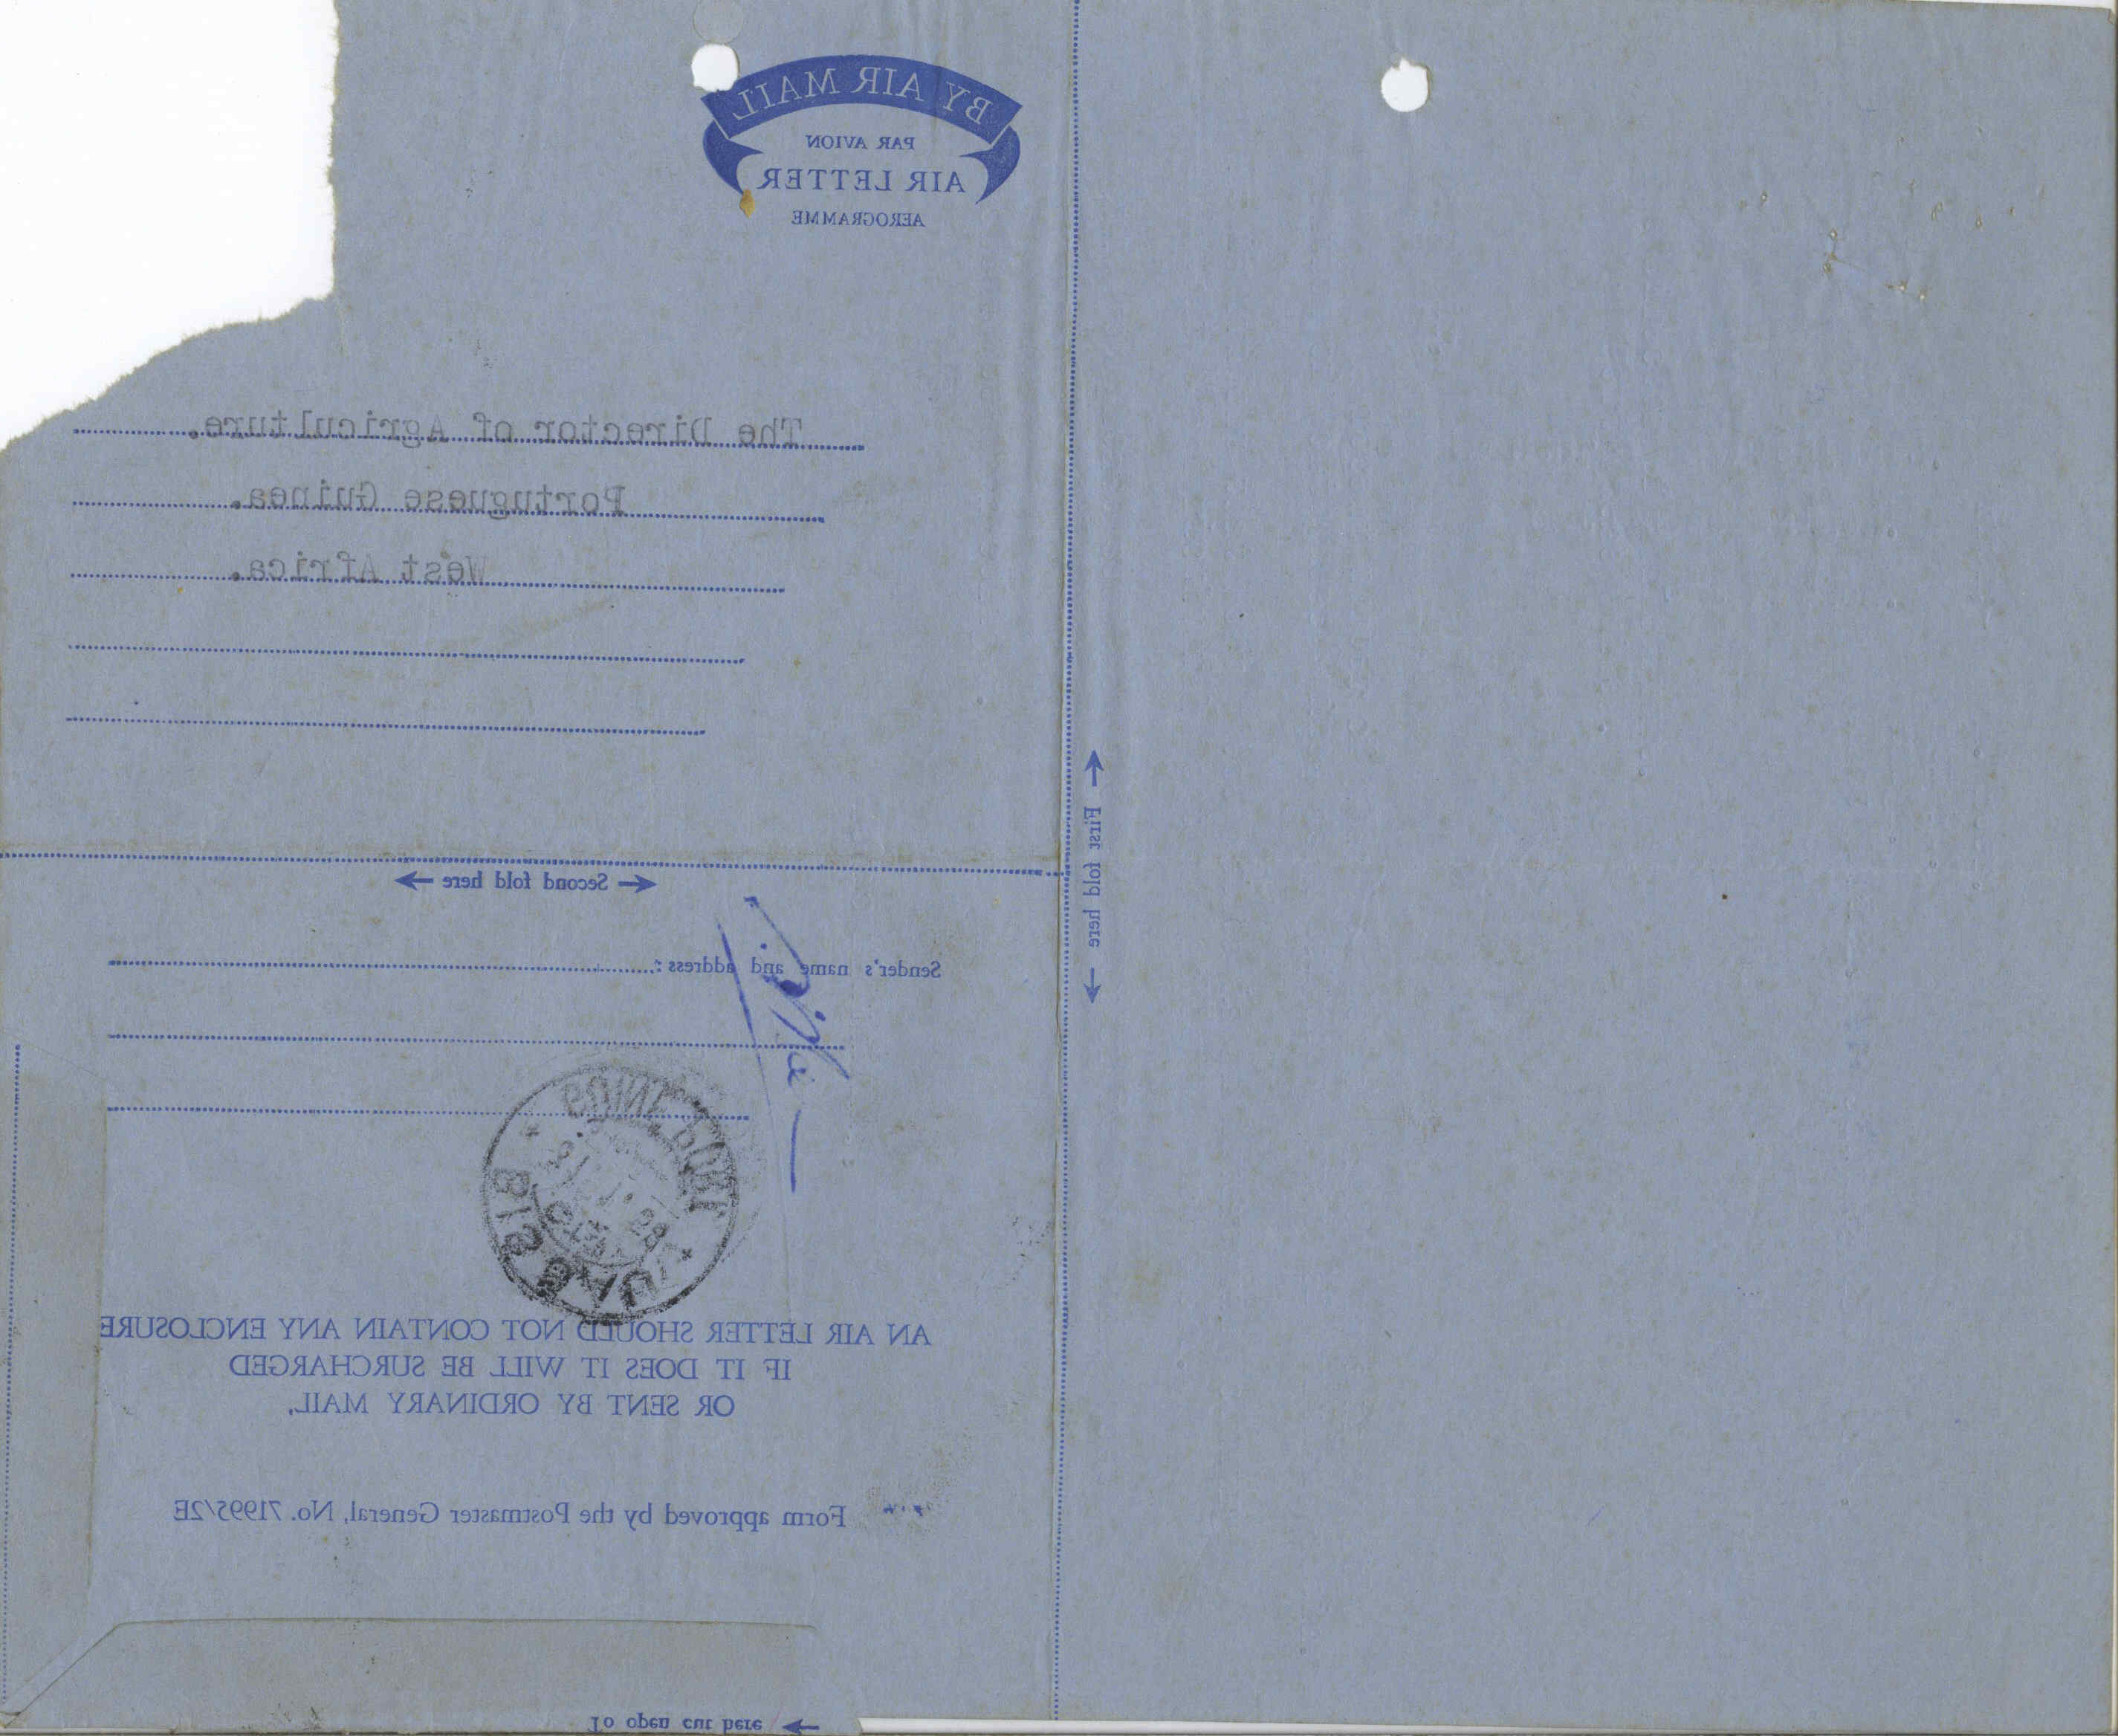 BY AIR MAIL
PAR AVION
AIR LETTER
AEROGRAMME
The Director of Agriculture.
Portuguese Guinea.
West Africa.
First fold here
Second fold here
Sender's name and address :
BISSAU
AN AIR LETTER SHOULD NOT CONTAIN ANY ENCLOSURE
IF IT DOES IT WILL BE SURCHARGED
OR SENT BY ORDINARY MAIL.
Form approved by the Postmaster General, No. 71995/2E
To open cut here